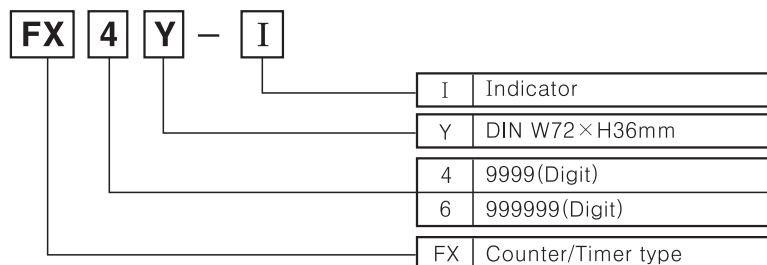 FX 4 Y - I
I Indicator
Y DIN W72×H36mm
4 9999(Digit)
6 999999(Digit)
FX Counter/Timer type